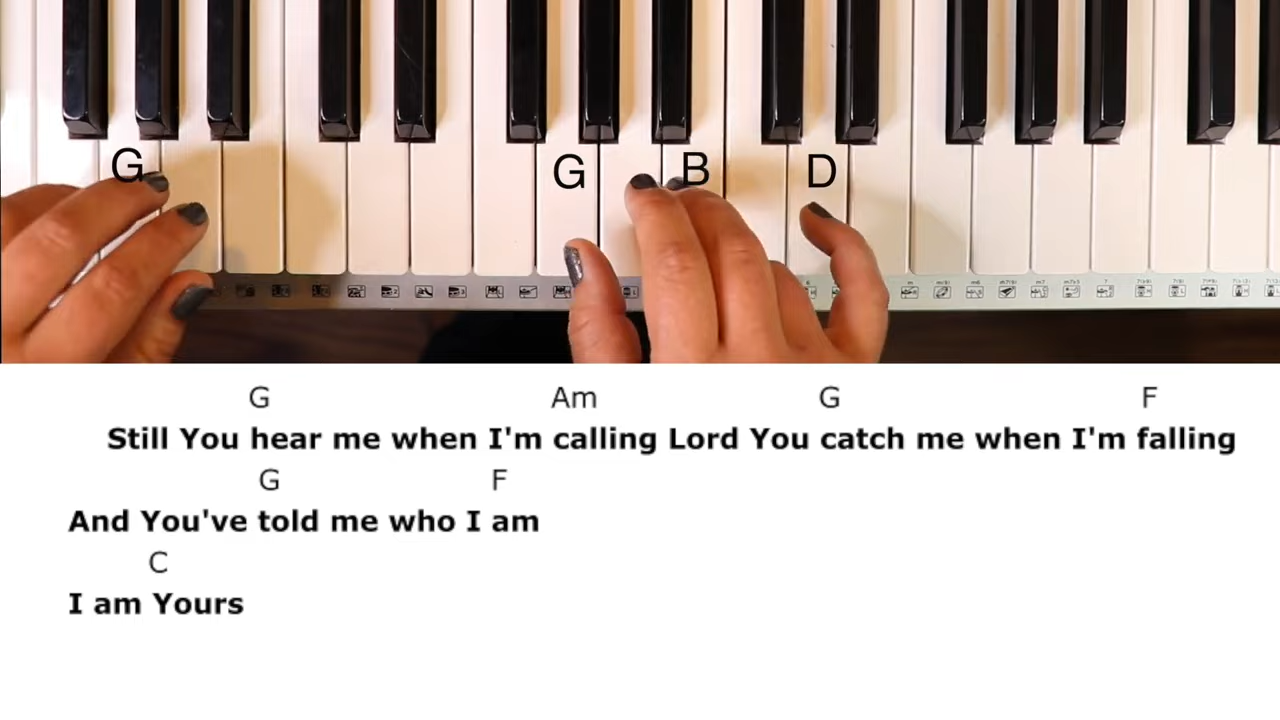 G G B D
G Am G F
Still You hear me when I'm calling Lord You catch me when I'm falling
G F
And You've told me who I am
C
I am Yours